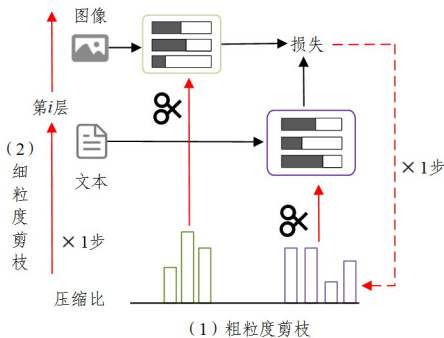 图像
损失
第i层
文本
（2）细粒度剪枝
×1步
×1步
压缩比
（1）粗粒度剪枝